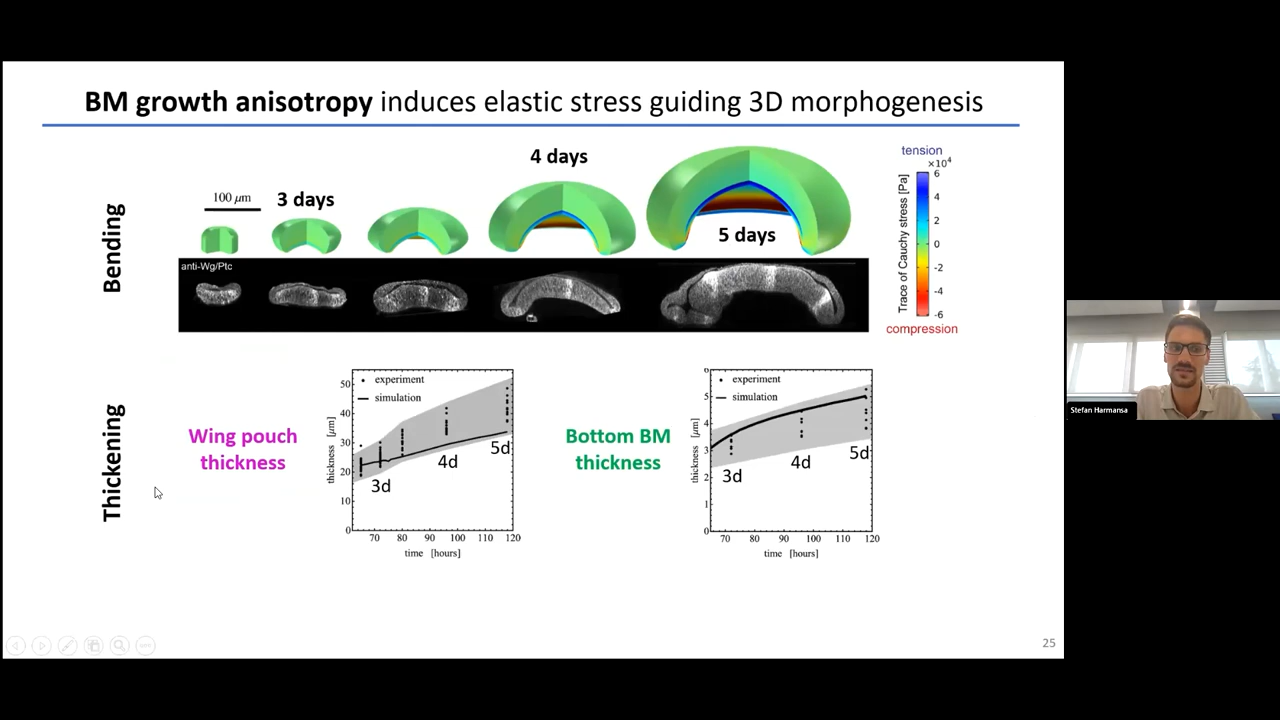 BM growth anisotropy induces elastic stress guiding 3D morphogenesis
Bending
100 μm
3 days
4 days
5 days
anti-Wg/Ptc
tension
×10⁴
6
4
2
0
-2
-4
-6
Trace of Cauchy stress [Pa]
compression
Thickening
Wing pouch
thickness
experiment
simulation
thickness [μm]
50
40
30
20
10
0
3d
4d
5d
70 80 90 100 110 120
time [hours]
Bottom BM
thickness
experiment
simulation
thickness [μm]
6
5
4
3
2
1
0
3d
4d
5d
70 80 90 100 110 120
time [hours]
25
Stefan Harmansa